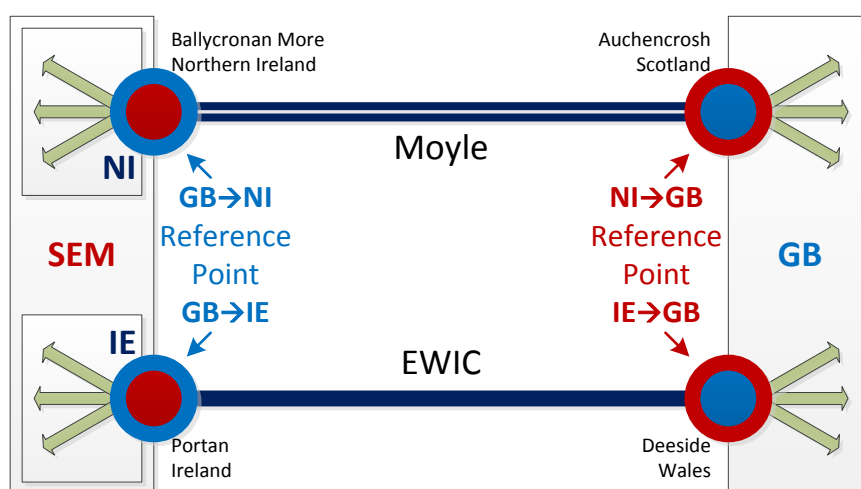 Ballycronan More
Northern Ireland
Auchencrosh
Scotland
Moyle
NI
GB→NI
Reference
Point
GB→IE
NI→GB
Reference
Point
IE→GB
SEM
GB
IE
EWIC
Portan
Ireland
Deeside
Wales